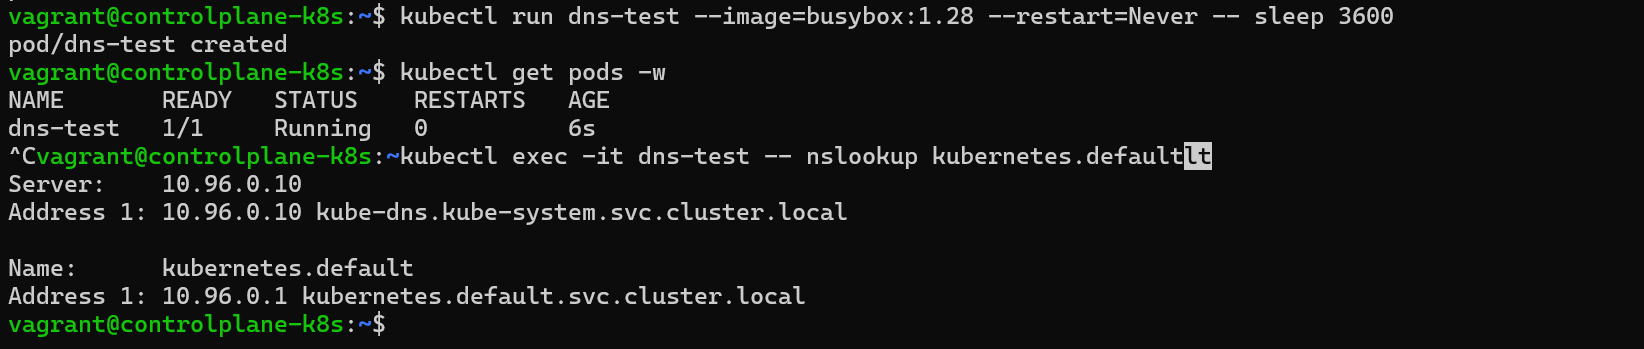 vagrant@controlplane-k8s:~$ kubectl run dns-test --image=busybox:1.28 --restart=Never -- sleep 3600
pod/dns-test created
vagrant@controlplane-k8s:~$ kubectl get pods -w
NAME       READY   STATUS    RESTARTS   AGE
dns-test   1/1     Running   0          6s
^Cvagrant@controlplane-k8s:~kubectl exec -it dns-test -- nslookup kubernetes.defaultlt
Server:    10.96.0.10
Address 1: 10.96.0.10 kube-dns.kube-system.svc.cluster.local
Name:      kubernetes.default
Address 1: 10.96.0.1 kubernetes.default.svc.cluster.local
vagrant@controlplane-k8s:~$